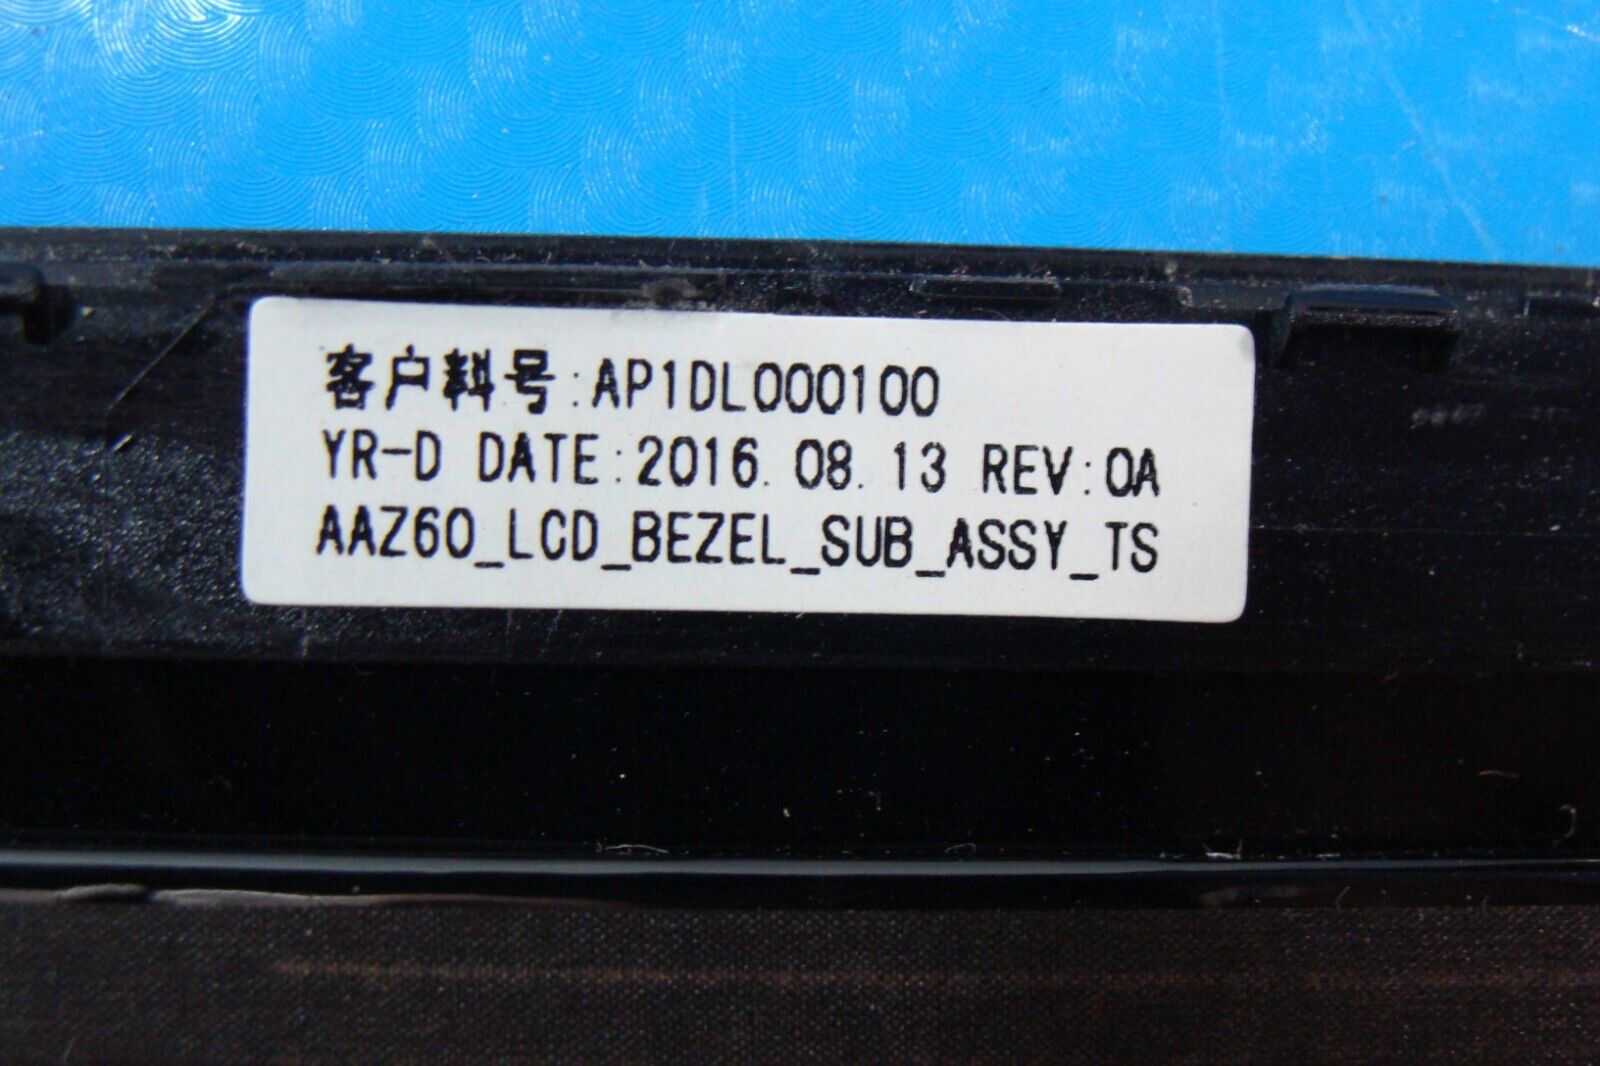 客户料号:AP1DL000100
YR-D DATE:2016.08.13 REV:0A
AAZ60_LCD_BEZEL_SUB_ASSY_TS